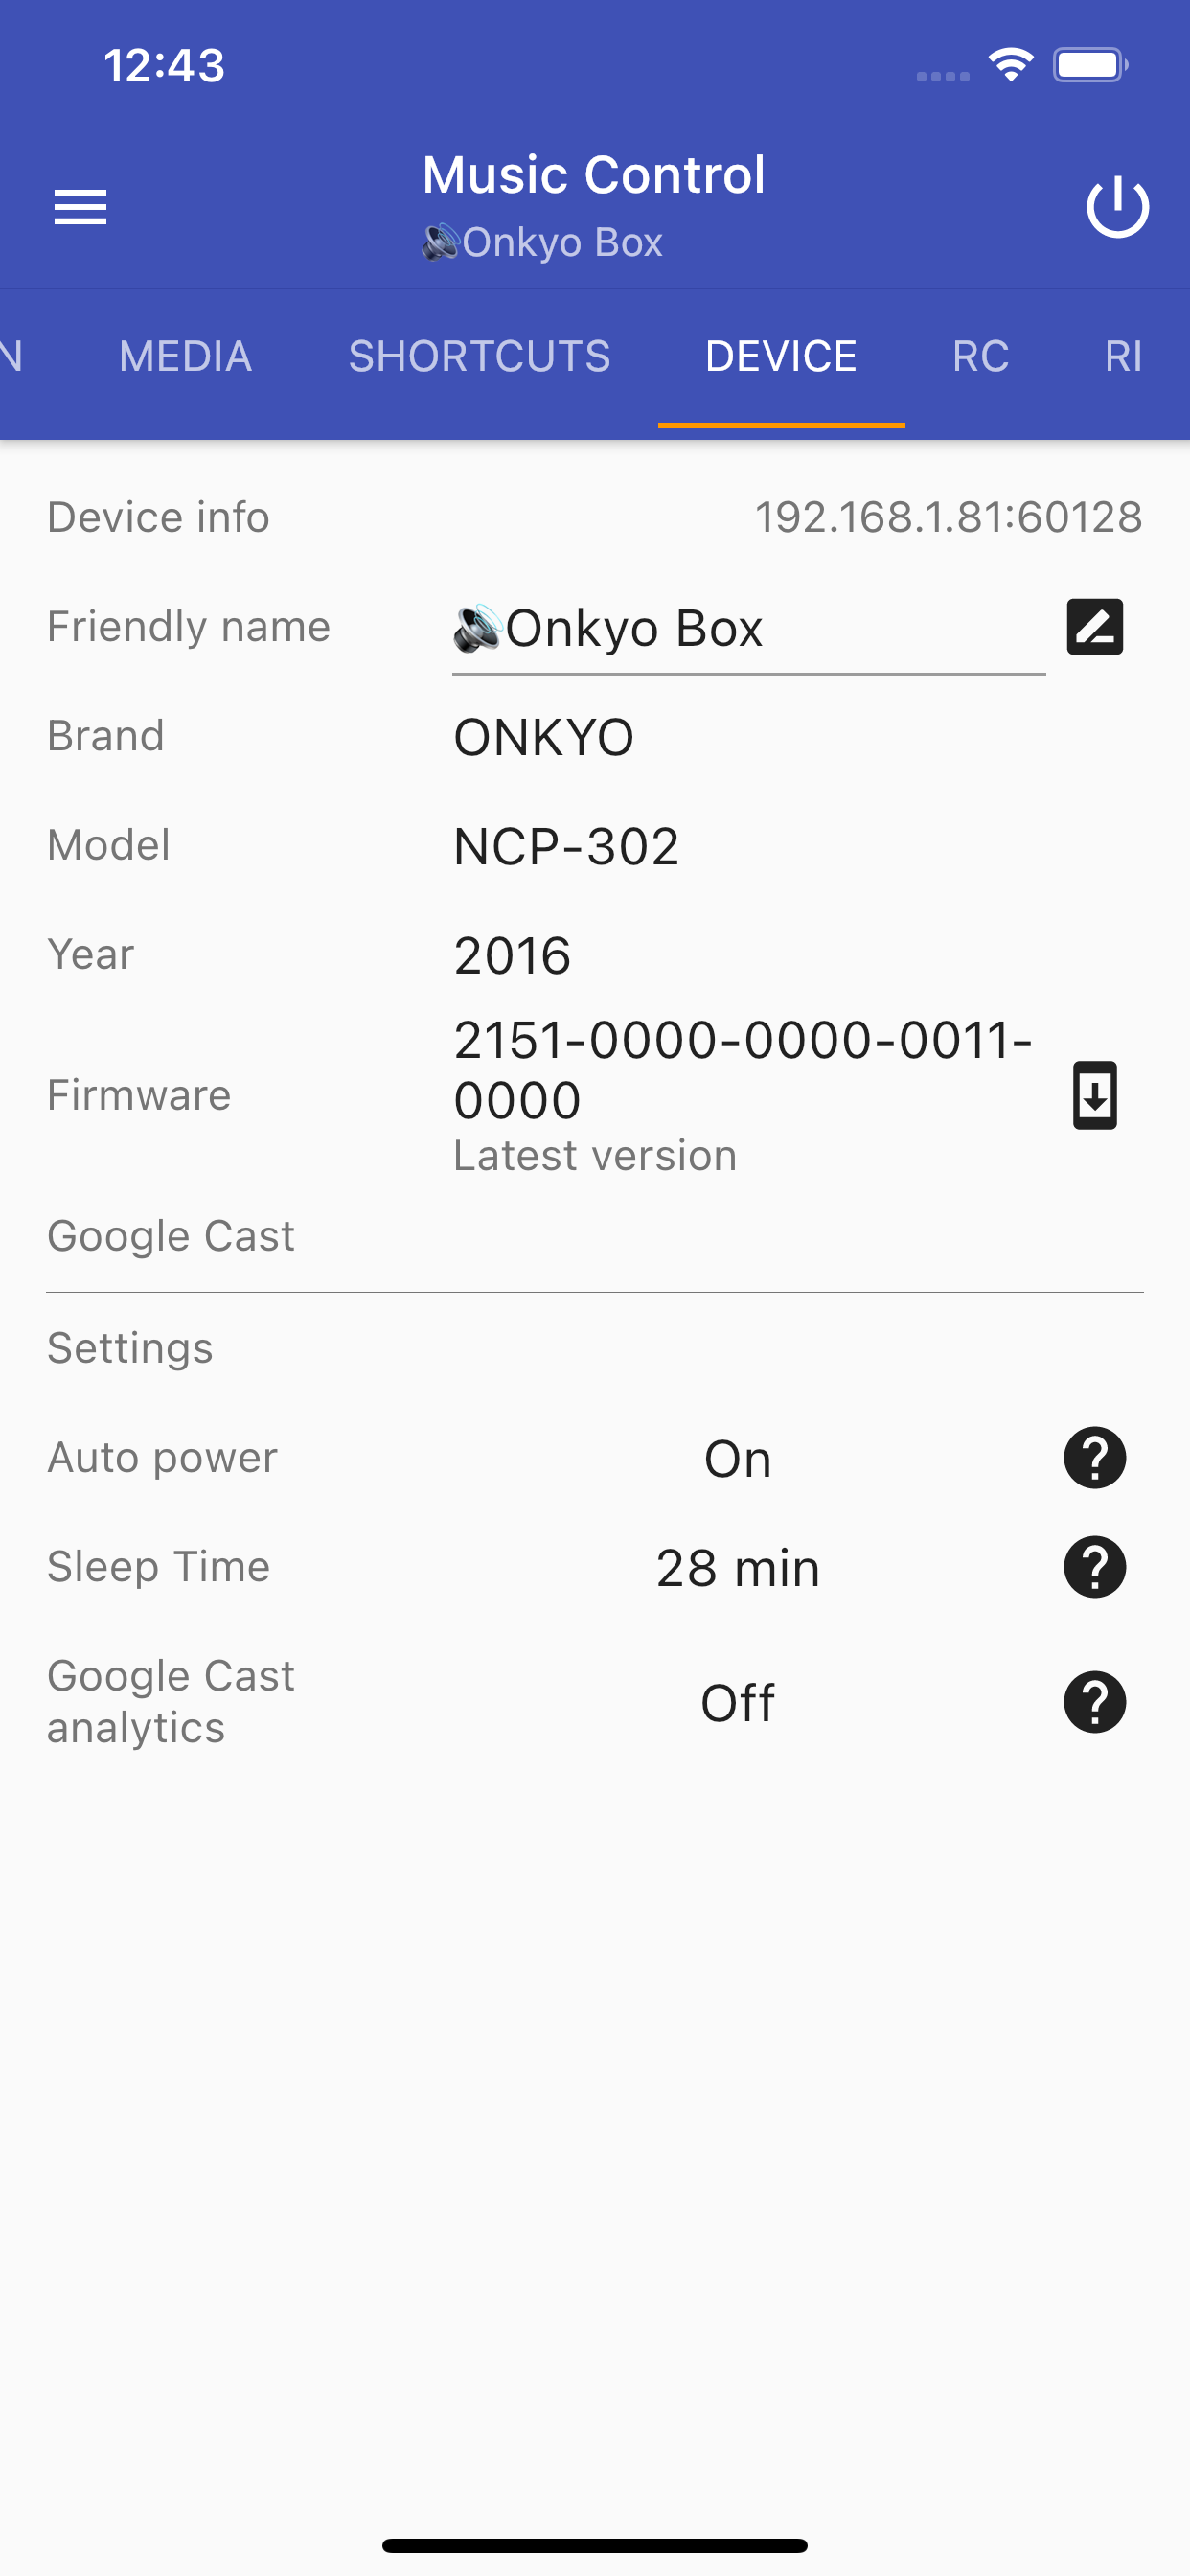 12:43
Music Control
🔊Onkyo Box
N MEDIA SHORTCUTS DEVICE RC RI
Device info 192.168.1.81:60128
Friendly name 🔊Onkyo Box
Brand ONKYO
Model NCP-302
Year 2016
Firmware 2151-0000-0000-0011-
0000
Latest version
Google Cast
Settings
Auto power On
Sleep Time 28 min
Google Cast
analytics Off